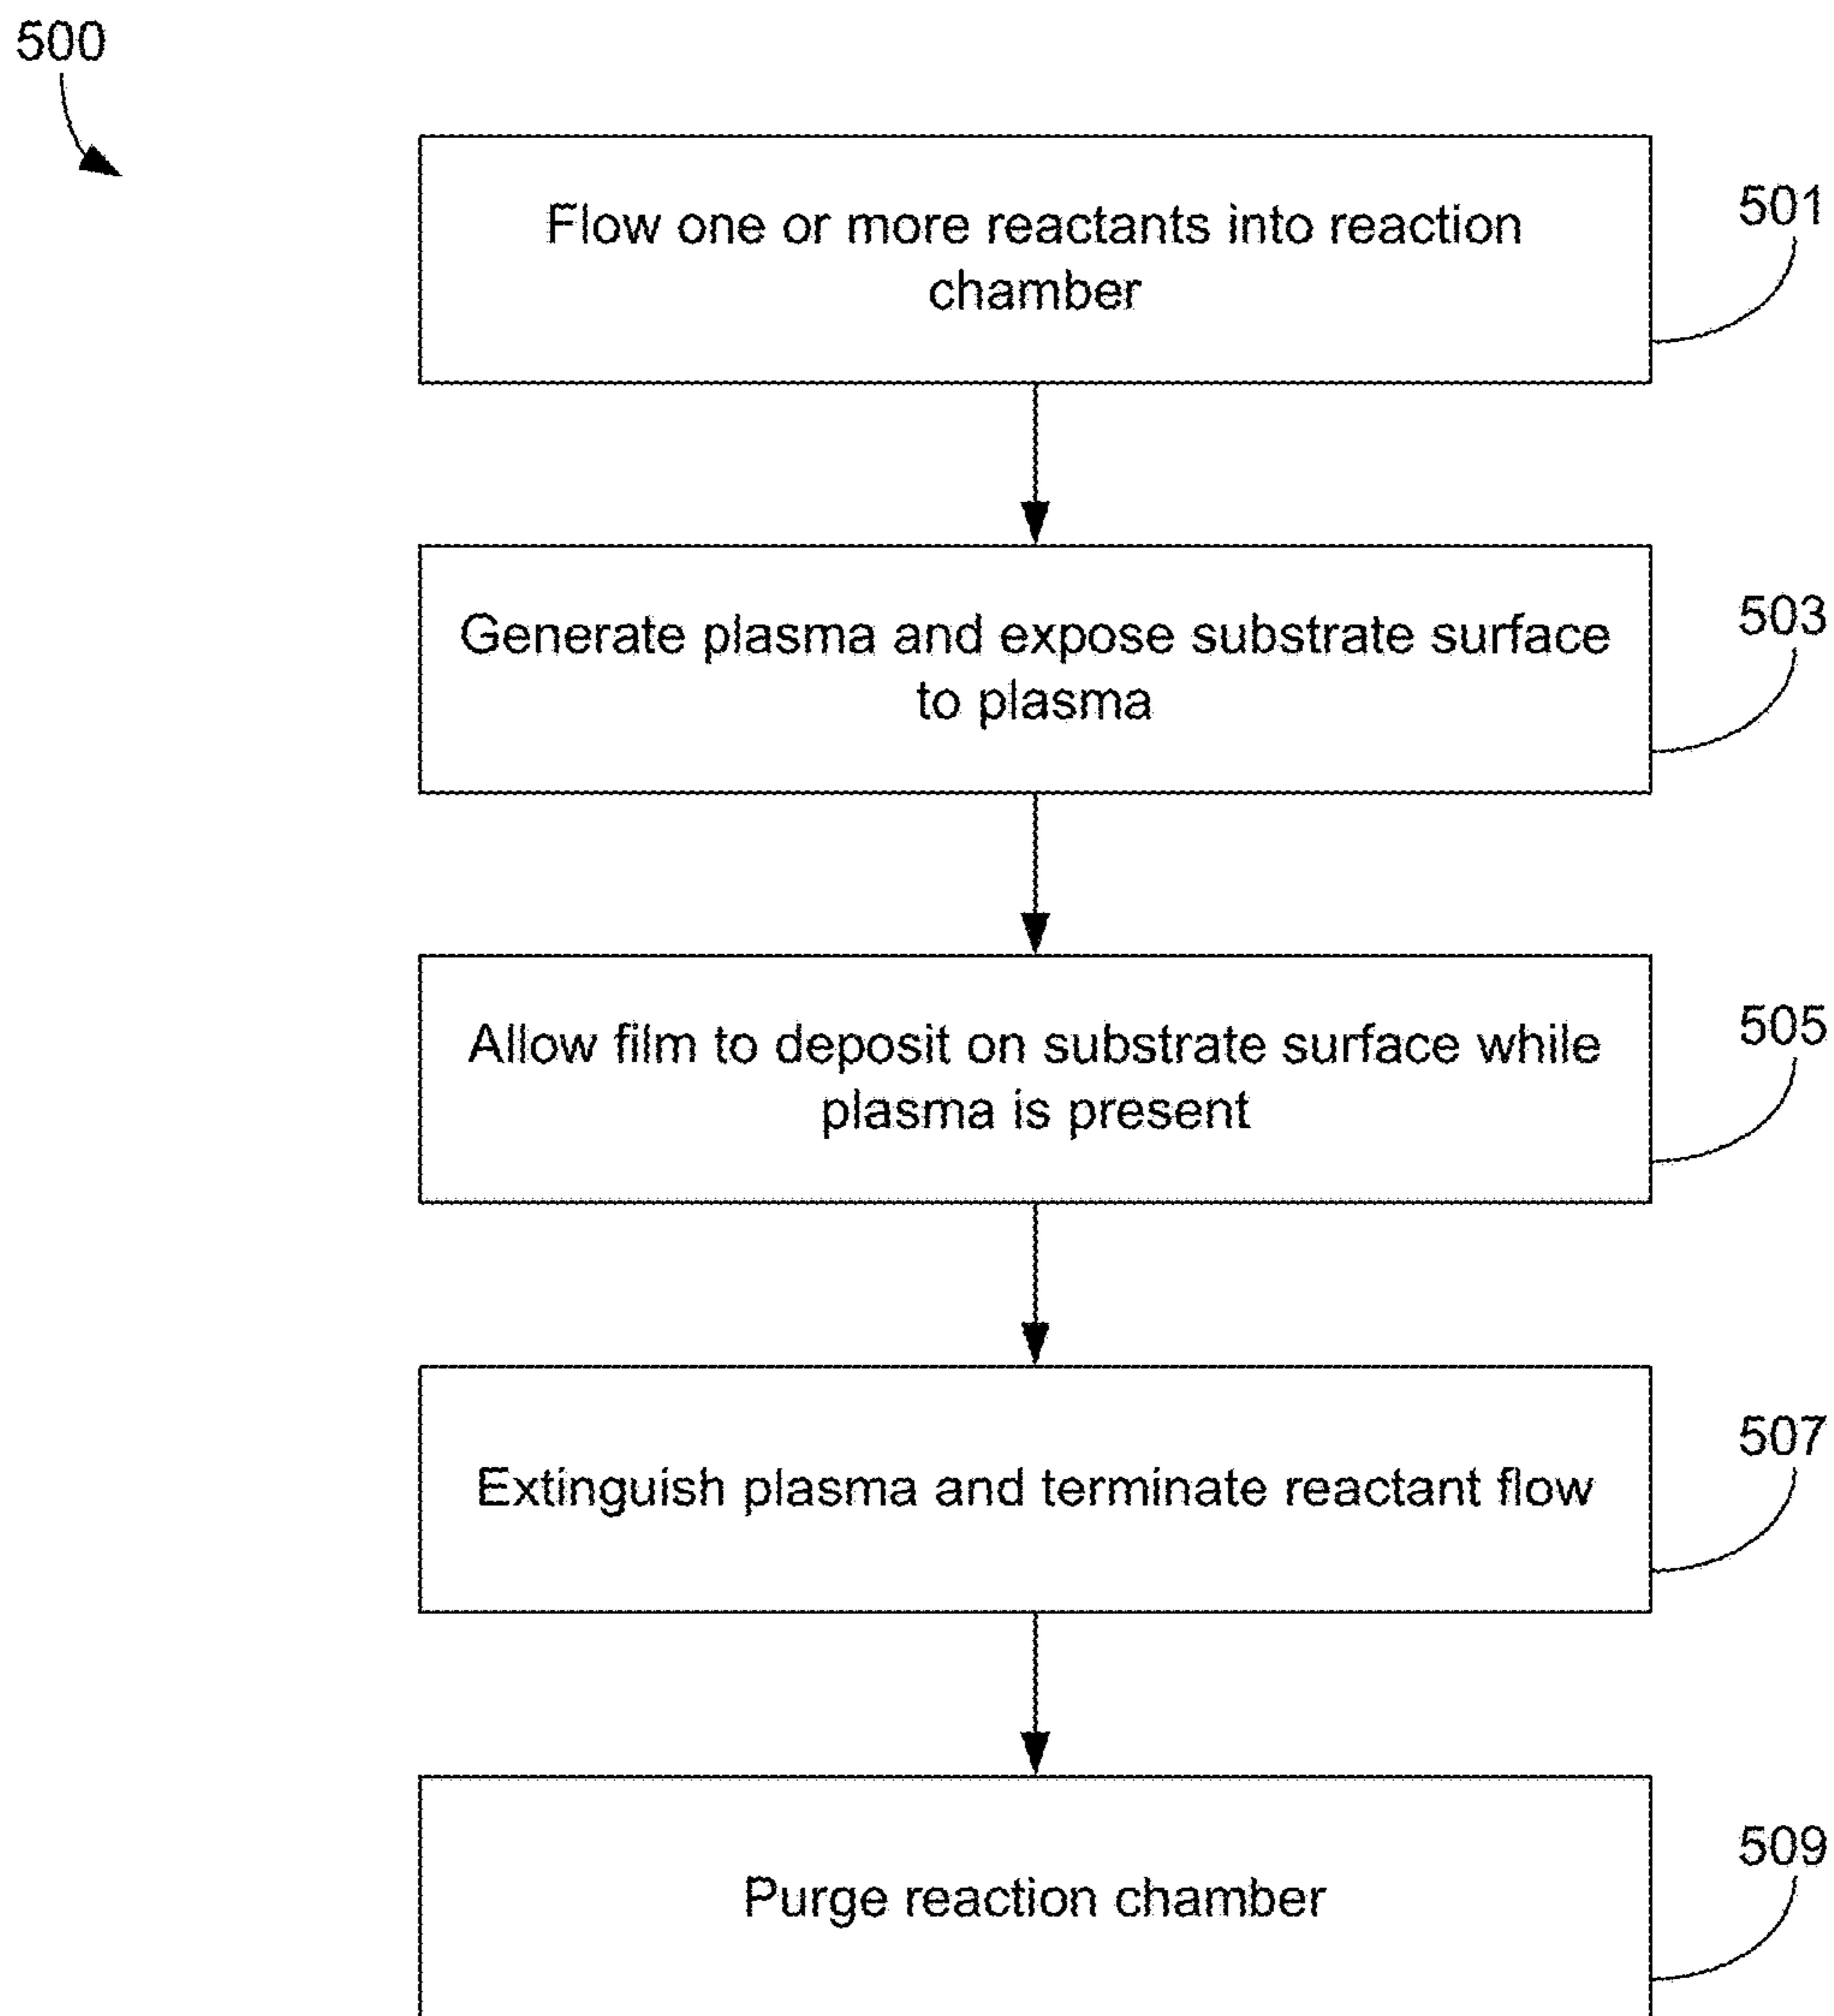 500
Flow one or more reactants into reaction
chamber
501
Generate plasma and expose substrate surface
to plasma
503
Allow film to deposit on substrate surface while
plasma is present
505
Extinguish plasma and terminate reactant flow
507
Purge reaction chamber
509